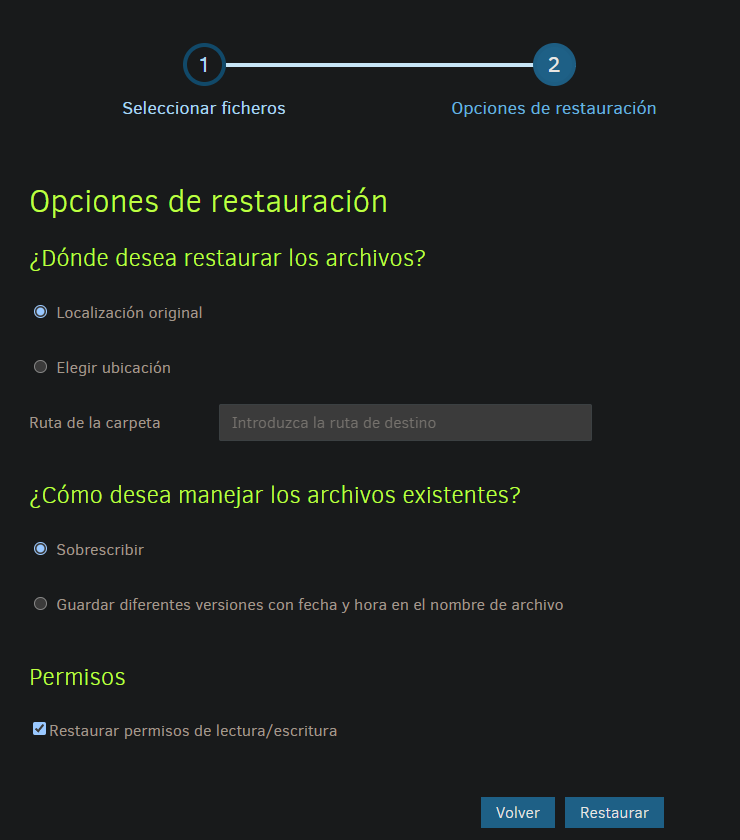 1
2
Seleccionar ficheros
Opciones de restauración
Opciones de restauración
¿Dónde desea restaurar los archivos?
Localización original
Elegir ubicación
Ruta de la carpeta
Introduzca la ruta de destino
¿Cómo desea manejar los archivos existentes?
Sobrescribir
Guardar diferentes versiones con fecha y hora en el nombre de archivo
Permisos
Restaurar permisos de lectura/escritura
Volver
Restaurar